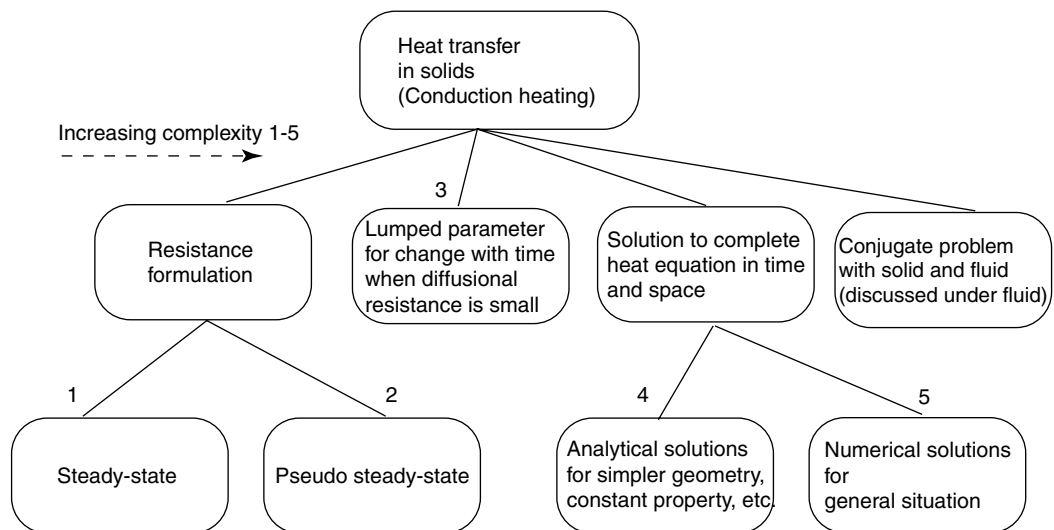 Heat transfer
in solids
(Conduction heating)
Increasing complexity 1-5
3
Resistance
formulation
Lumped parameter
for change with time
when diffusional
resistance is small
Solution to complete
heat equation in time
and space
Conjugate problem
with solid and fluid
(discussed under fluid)
1
2
4
5
Steady-state
Pseudo steady-state
Analytical solutions
for simpler geometry,
constant property, etc.
Numerical solutions
for
general situation